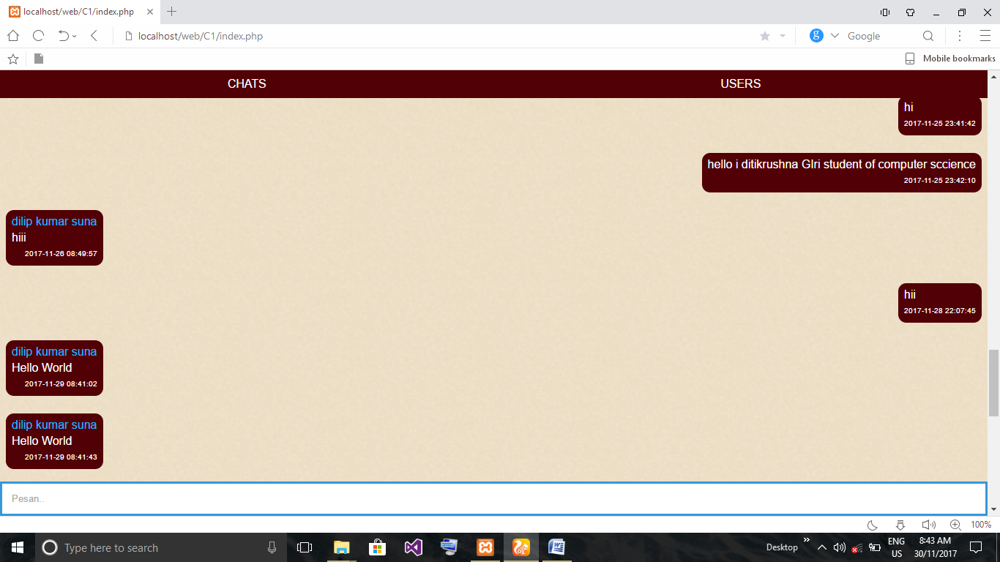 localhost/web/C1/index.php
localhost/web/C1/index.php
Google
Mobile bookmarks
CHATS
USERS
hi
2017-11-25 23:41:42
hello i ditikrushna GIri student of computer sccience
2017-11-25 23:42:10
dilip kumar suna
hiii
2017-11-26 08:49:57
hii
2017-11-28 22:07:45
dilip kumar suna
Hello World
2017-11-29 08:41:02
dilip kumar suna
Hello World
2017-11-29 08:41:43
Pesan..
100%
Type here to search
Desktop
ENG
US
8:43 AM
30/11/2017